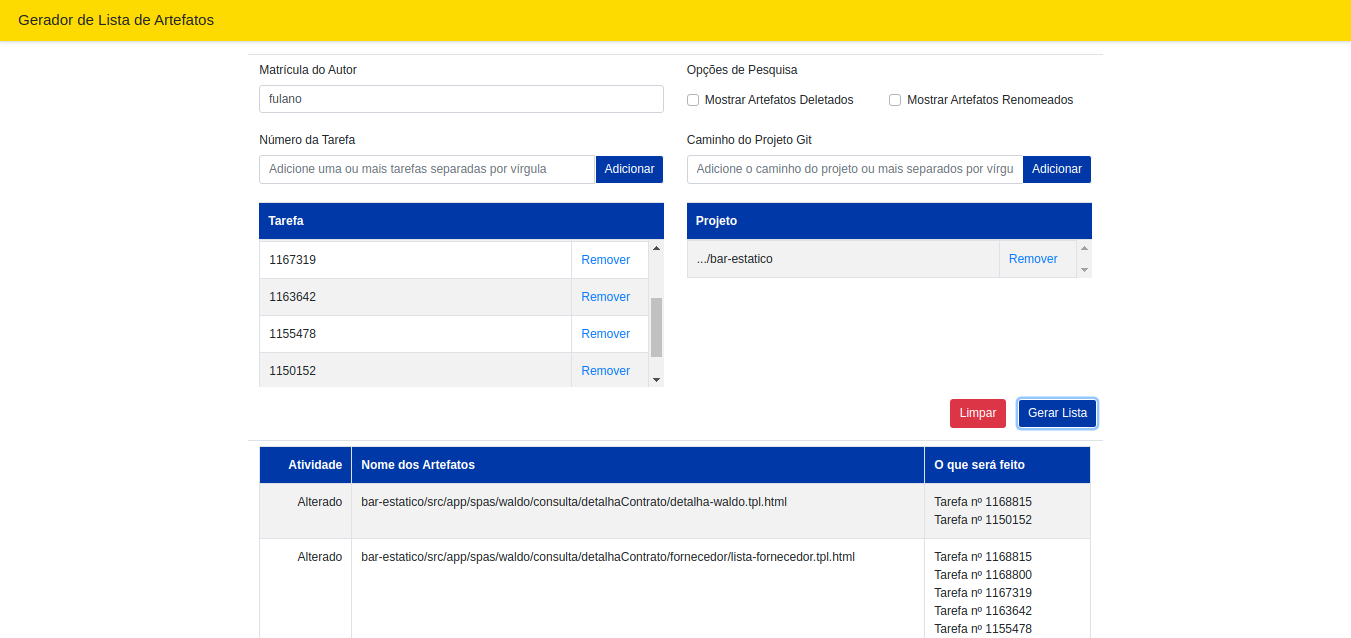 Gerador de Lista de Artefatos
Matrícula do Autor
fulano
Opções de Pesquisa
Mostrar Artefatos Deletados
Mostrar Artefatos Renomeados
Número da Tarefa
Adicione uma ou mais tarefas separadas por vírgula
Adicionar
Caminho do Projeto Git
Adicione o caminho do projeto ou mais separados por vírgu
Adicionar
Tarefa
1167319 Remover
1163642 Remover
1155478 Remover
1150152 Remover
Projeto
.../bar-estatico Remover
Limpar
Gerar Lista
Atividade Nome dos Artefatos O que será feito
Alterado bar-estatico/src/app/spas/waldo/consulta/detalhaContrato/detalha-waldo.tpl.html Tarefa nº 1168815
Tarefa nº 1150152
Alterado bar-estatico/src/app/spas/waldo/consulta/detalhaContrato/fornecedor/lista-fornecedor.tpl.html Tarefa nº 1168815
Tarefa nº 1168800
Tarefa nº 1167319
Tarefa nº 1163642
Tarefa nº 1155478